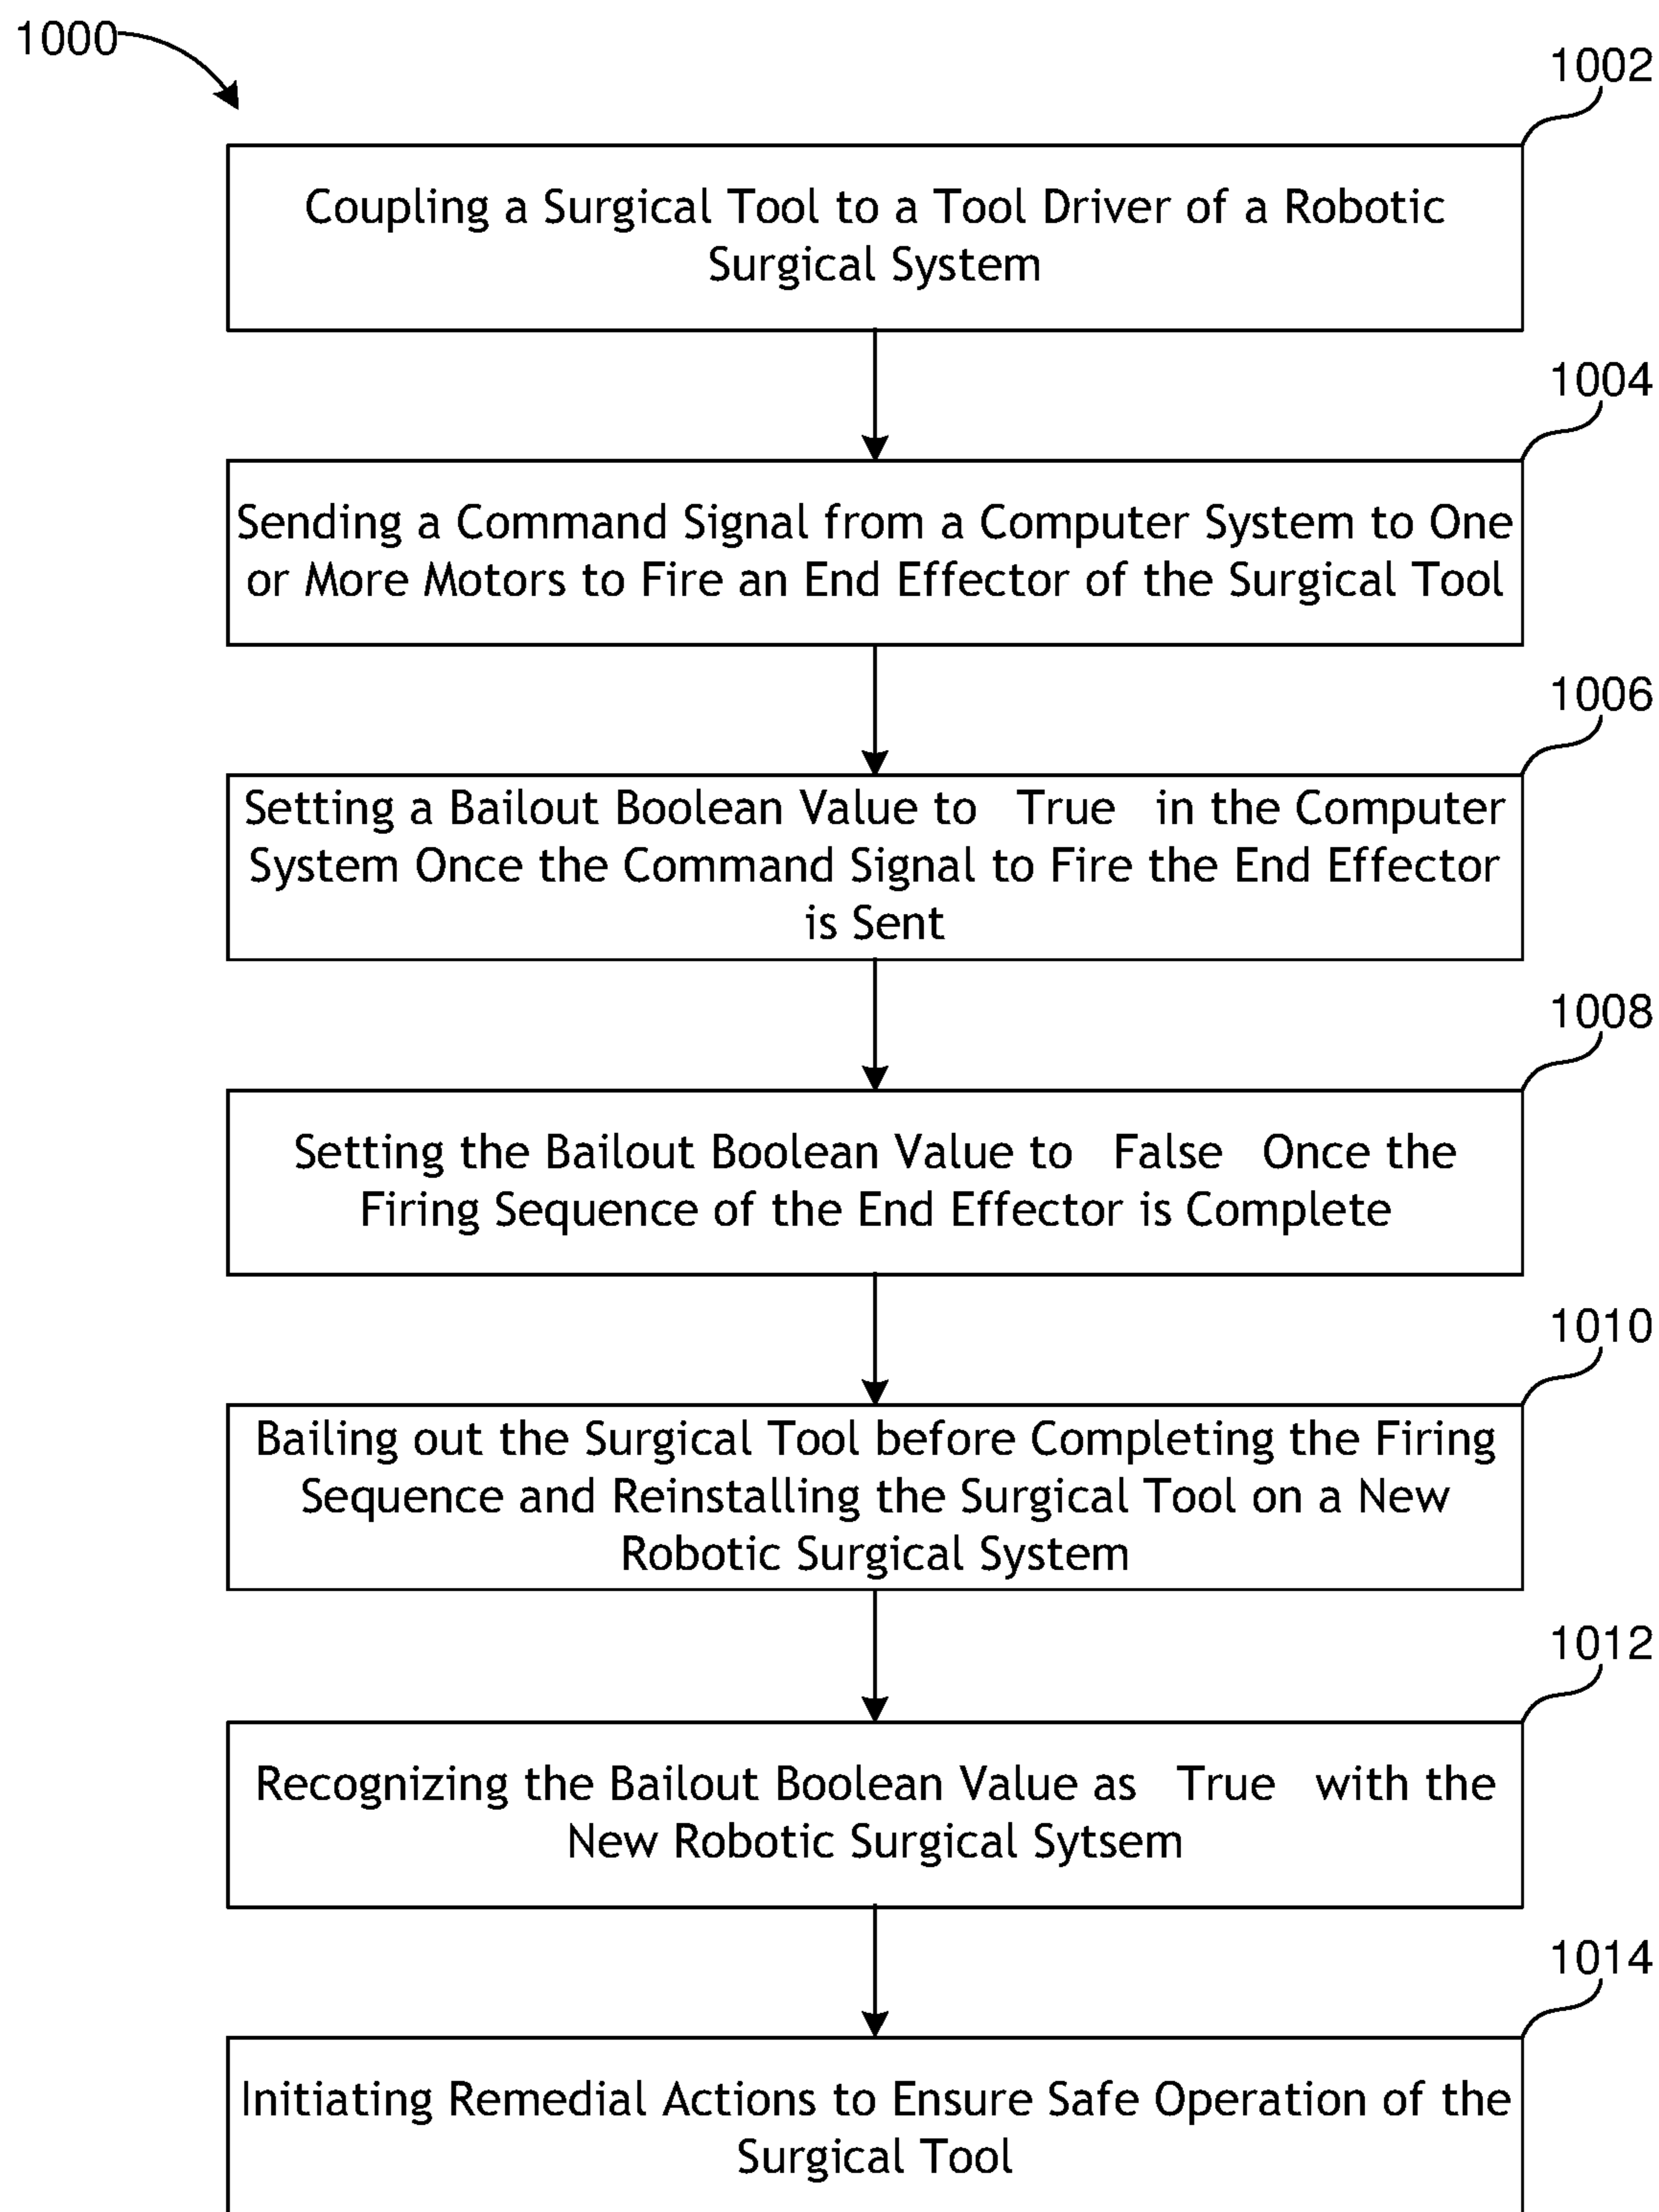 1000
1002
Coupling a Surgical Tool to a Tool Driver of a Robotic
Surgical System
1004
Sending a Command Signal from a Computer System to One
or More Motors to Fire an End Effector of the Surgical Tool
1006
Setting a Bailout Boolean Value to True in the Computer
System Once the Command Signal to Fire the End Effector
is Sent
1008
Setting the Bailout Boolean Value to False Once the
Firing Sequence of the End Effector is Complete
1010
Bailing out the Surgical Tool before Completing the Firing
Sequence and Reinstalling the Surgical Tool on a New
Robotic Surgical System
1012
Recognizing the Bailout Boolean Value as True with the
New Robotic Surgical Sytsem
1014
Initiating Remedial Actions to Ensure Safe Operation of the
Surgical Tool